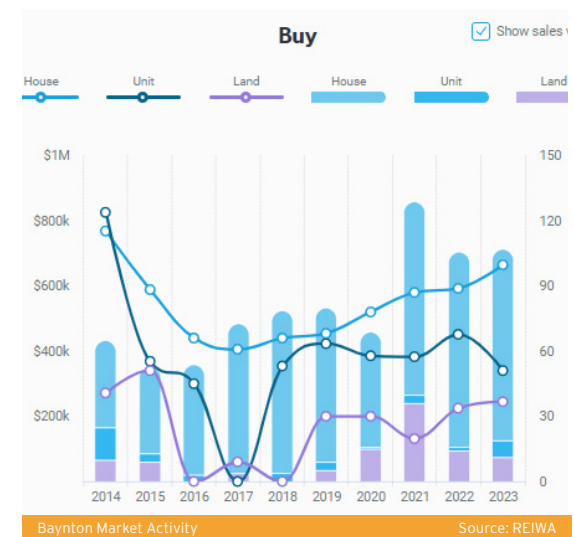 Buy
Show sales
House Unit Land House Unit Land
$1M 150
$800k 120
$600k 90
$400k 60
$200k 30
0
2014 2015 2016 2017 2018 2019 2020 2021 2022 2023
Baynton Market Activity Source: REIWA